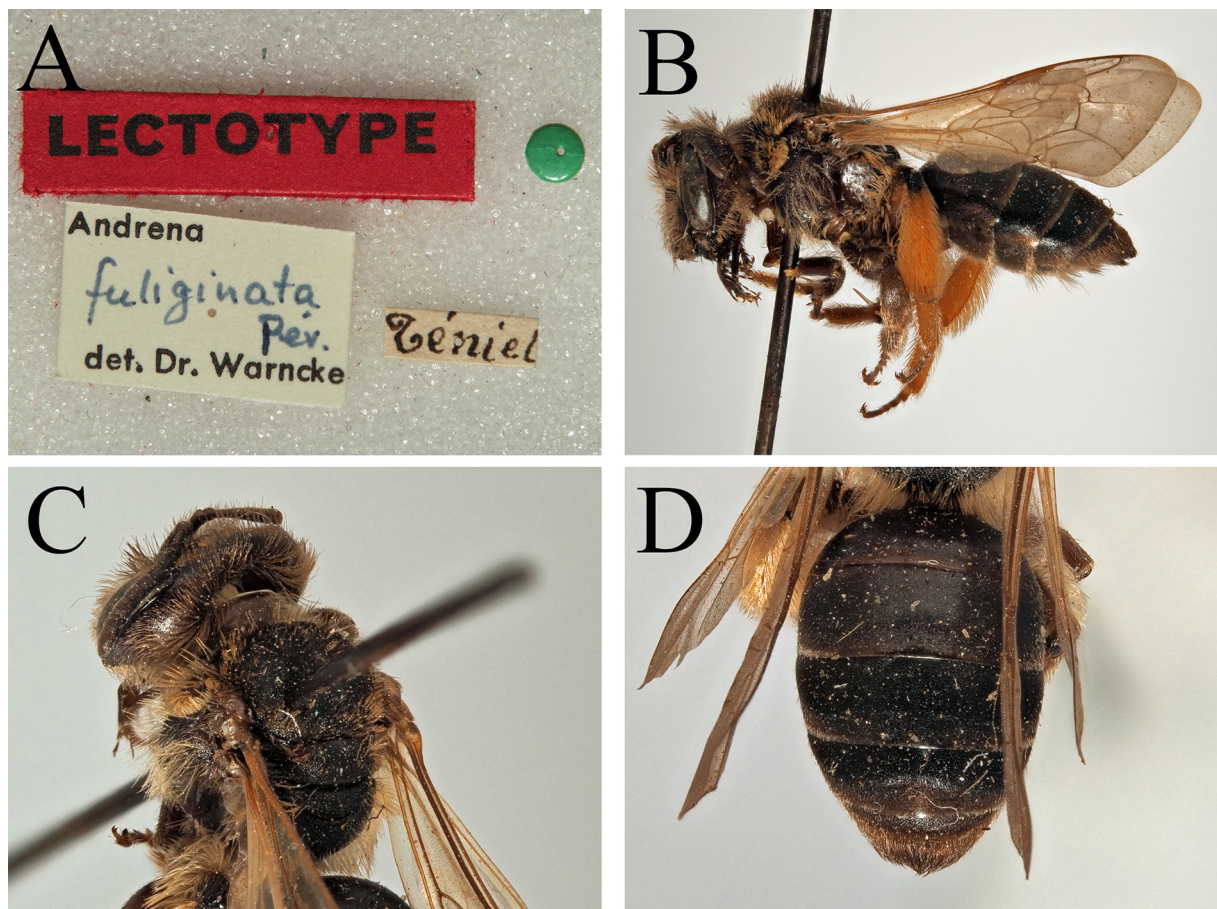 A
LECTOTYPE
Andrena
fuliginata
Pér.
det. Dr. Warncke
Téniet
B
C
D